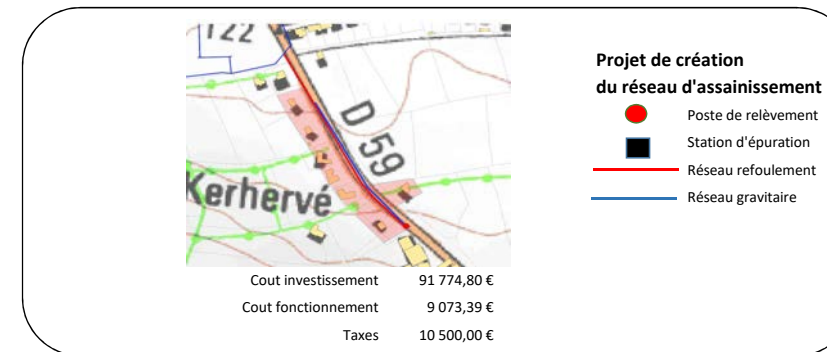 122
D 59
Kerhervé
Cout investissement 91 774,80 €
Cout fonctionnement 9 073,39 €
Taxes 10 500,00 €
Projet de création
du réseau d'assainissement
Poste de relèvement
Station d'épuration
Réseau refoulement
Réseau gravitaire